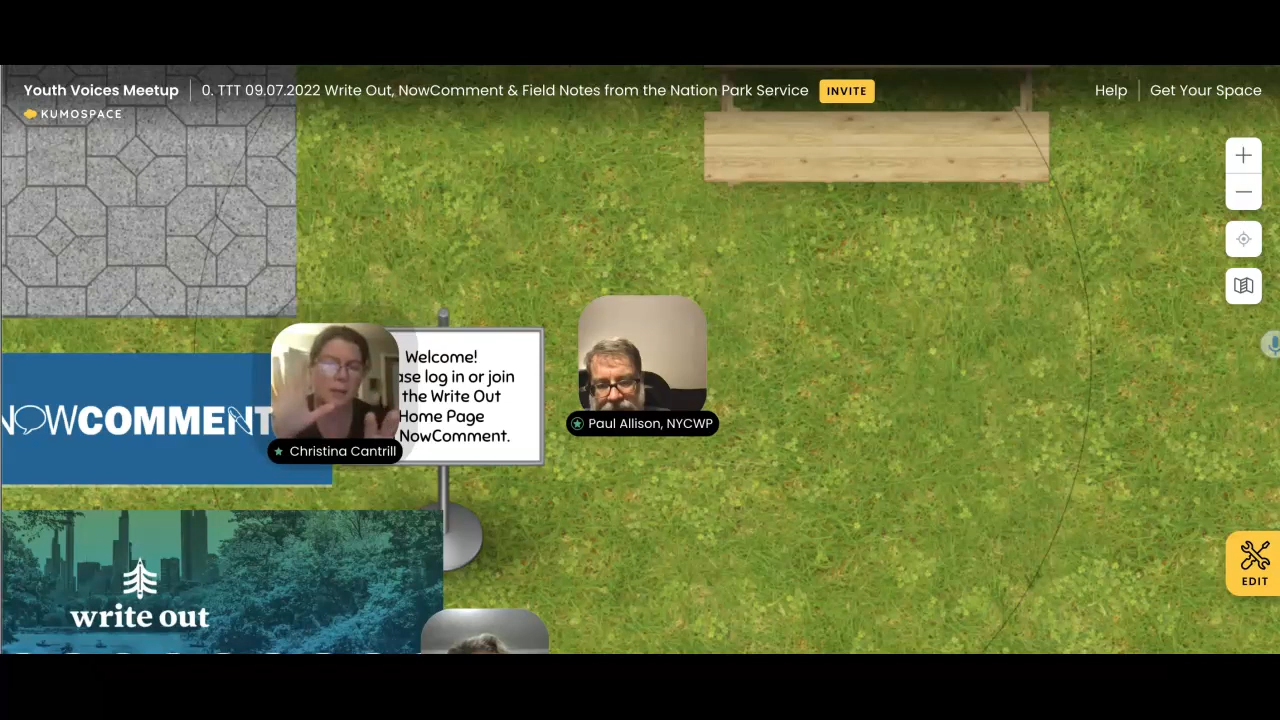 Youth Voices Meetup
0. TTT 09.07.2022 Write Out, NowComment & Field Notes from the Nation Park Service
INVITE
Help
Get Your Space
KUMOSPACE
Welcome!
ase log in or join
the Write Out
Home Page
NowComment.
NOWCOMMENT
Christina Cantrill
Paul Allison, NYCWP
write out
EDIT